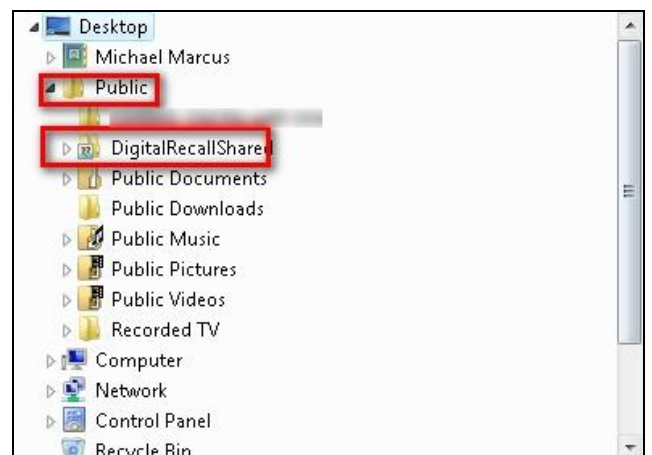 Desktop
Michael Marcus
Public
DigitalRecallShared
Public Documents
Public Downloads
Public Music
Public Pictures
Public Videos
Recorded TV
Computer
Network
Control Panel
Recycle Bin